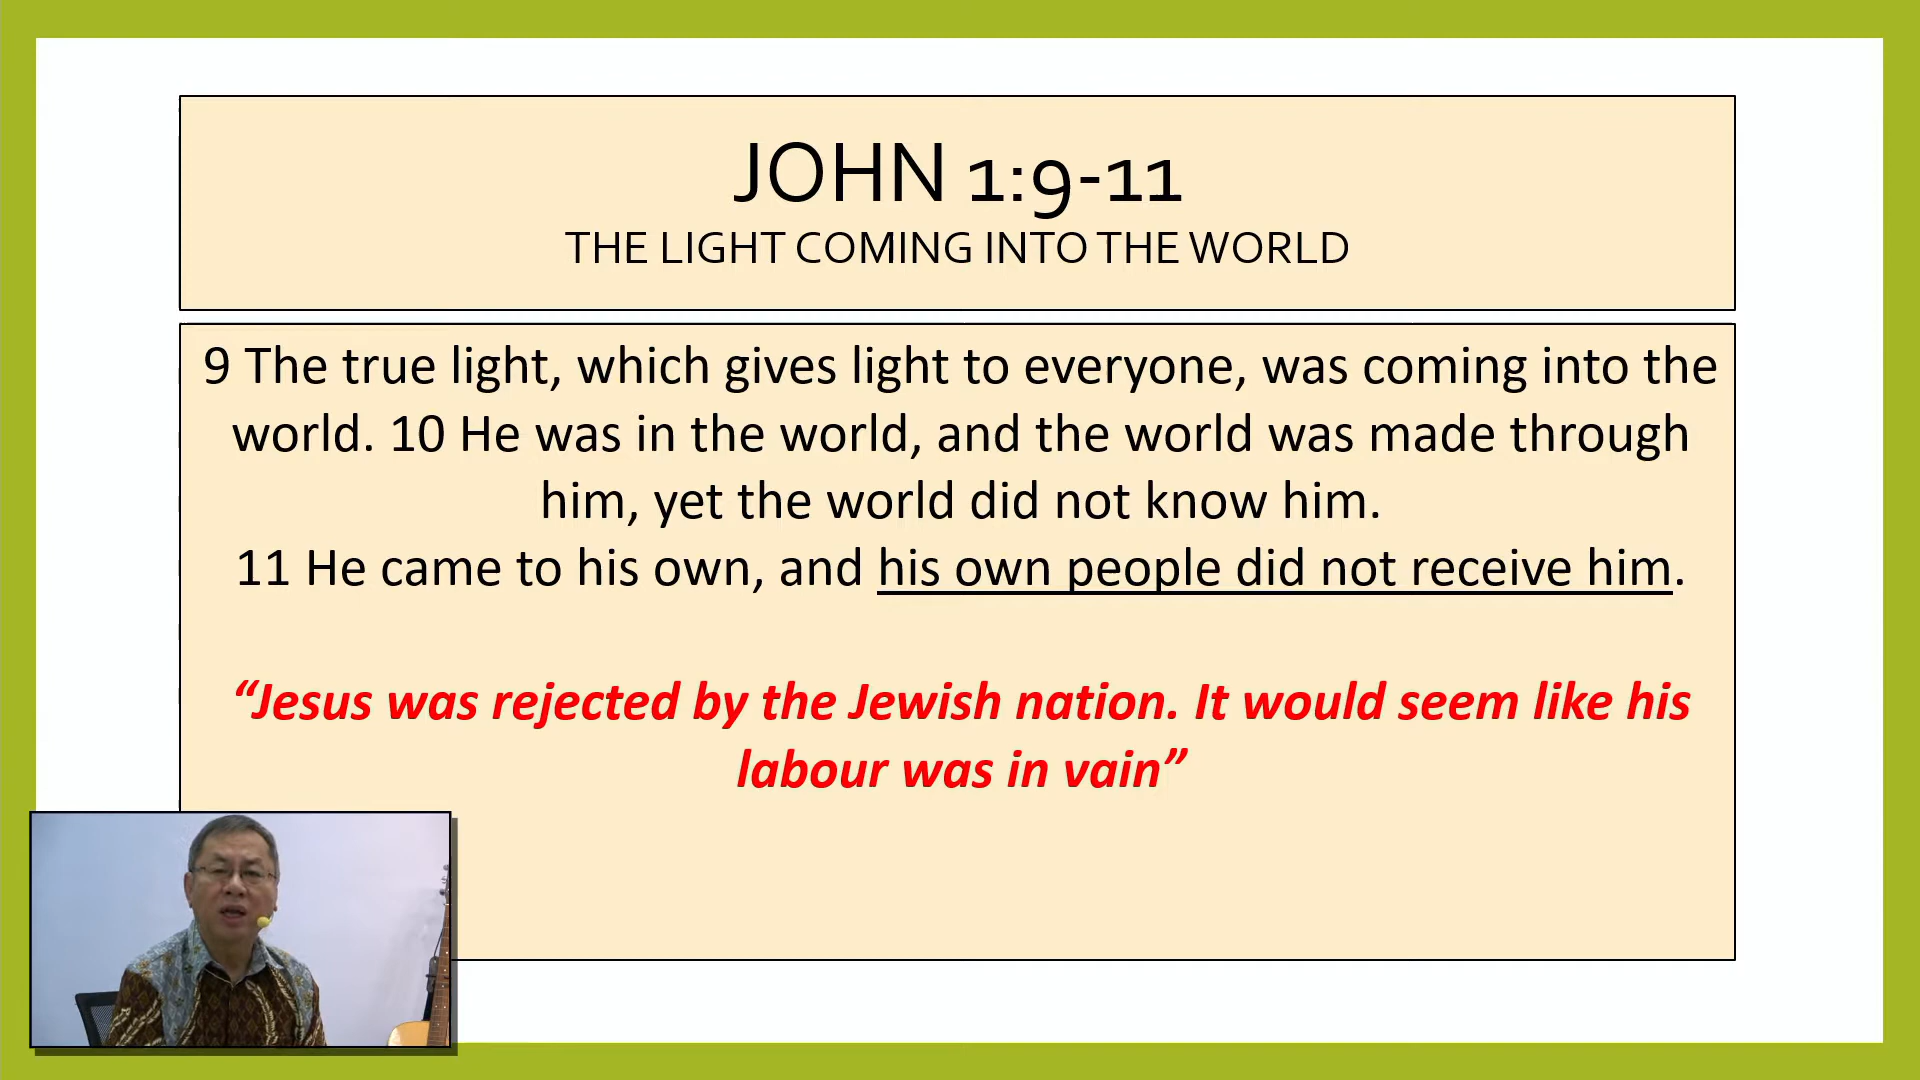 JOHN 1:9-11
THE LIGHT COMING INTO THE WORLD
9 The true light, which gives light to everyone, was coming into the
world. 10 He was in the world, and the world was made through
him, yet the world did not know him.
11 He came to his own, and his own people did not receive him.
“Jesus was rejected by the Jewish nation. It would seem like his
labour was in vain”